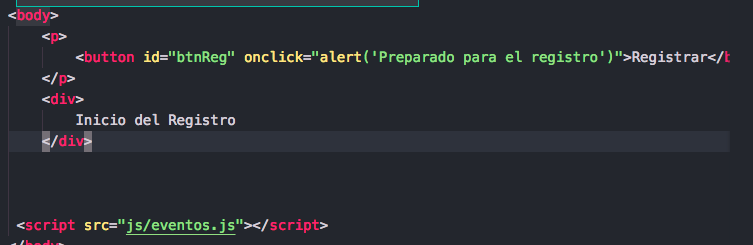 <body>
<p>
<button id="btnReg" onclick="alert('Preparado para el registro')">Registrar</b
</p>
<div>
Inicio del Registro
</div>
<script src="js/eventos.js"></script>
</body>